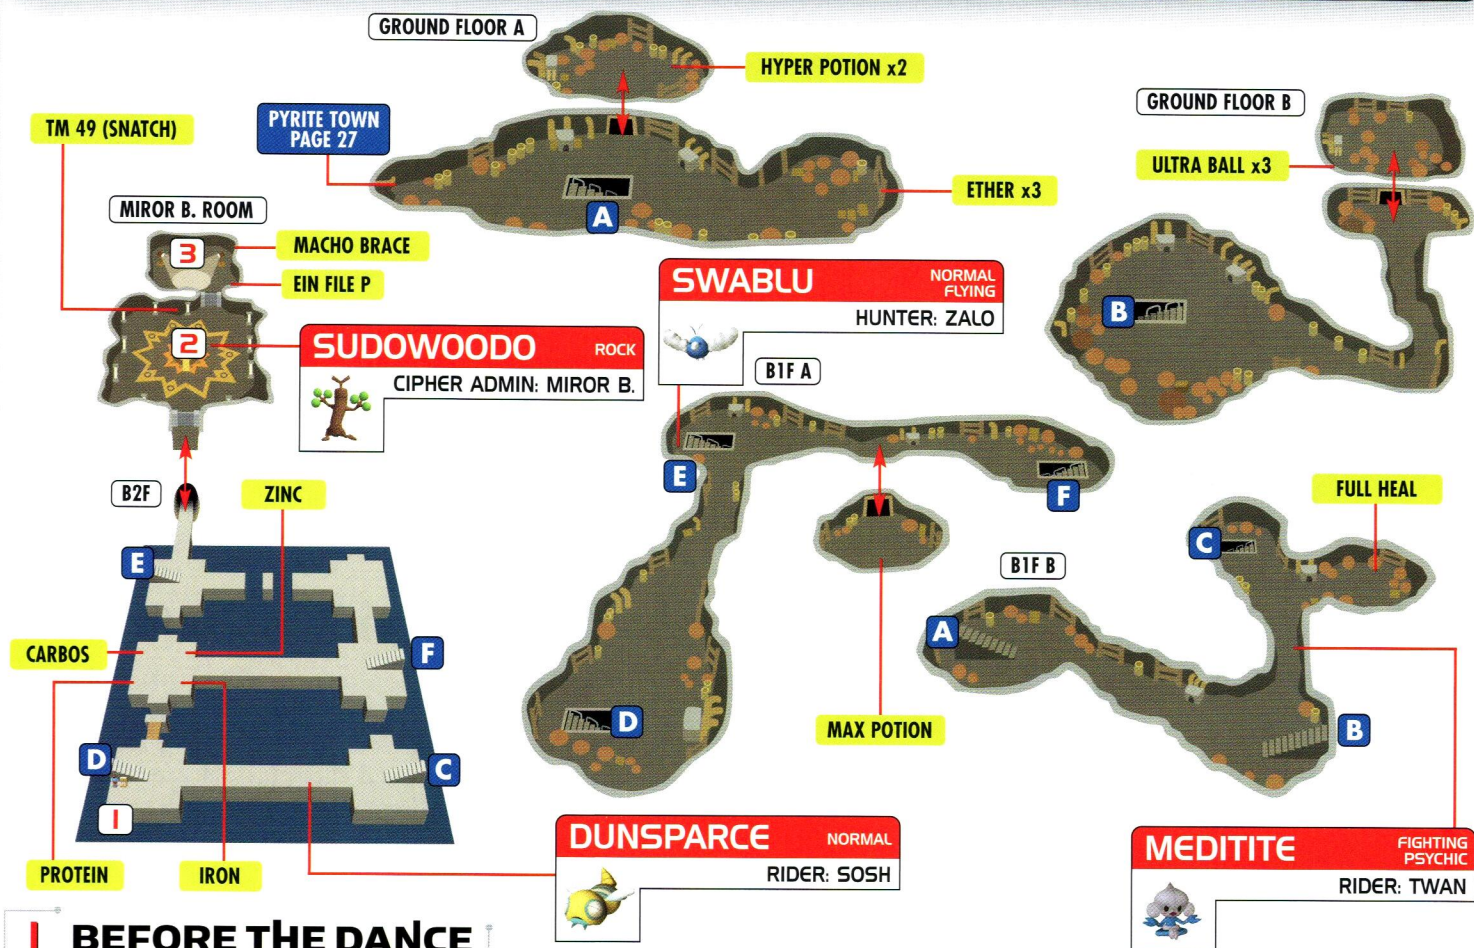 GROUND FLOOR A
HYPER POTION x2
GROUND FLOOR B
TM 49 (SNATCH)
PYRITE TOWN
PAGE 27
ULTRA BALL x3
ETHER x3
A
MIROR B. ROOM
3
MACHO BRACE
EIN FILE P
2
SUDOWOODO
ROCK
CIPHER ADMIN: MIROR B.
SWABLU
NORMAL
FLYING
HUNTER: ZALO
B
B1F A
E
F
B2F
ZINC
E
CARBOS
F
D
C
1
PROTEIN
IRON
D
MAX POTION
FULL HEAL
C
B1F B
A
B
DUNSPARCE
NORMAL
RIDER: SOSH
MEDITITE
FIGHTING
PSYCHIC
RIDER: TWAN
1 BEFORE THE DANCE